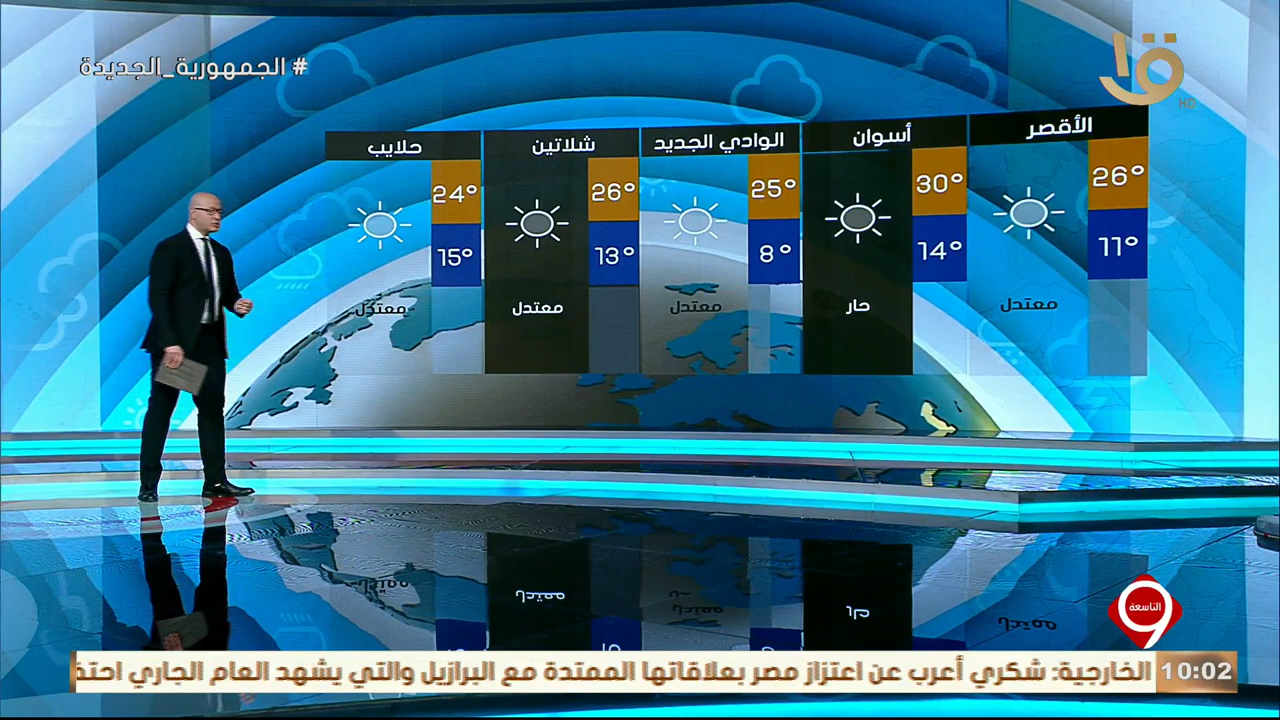 # الجمهورية_الجديدة
HD
الأقصر
26°
11°
معتدل
أسوان
30°
14°
حار
الوادي الجديد
25°
8°
معتدل
شلاتين
26°
13°
معتدل
حلايب
24°
15°
معتدل
التاسعة
9
10:02
الخارجية: شكري أعرب عن اعتزاز مصر بعلاقاتها الممتدة مع البرازيل والتي يشهد العام الجاري